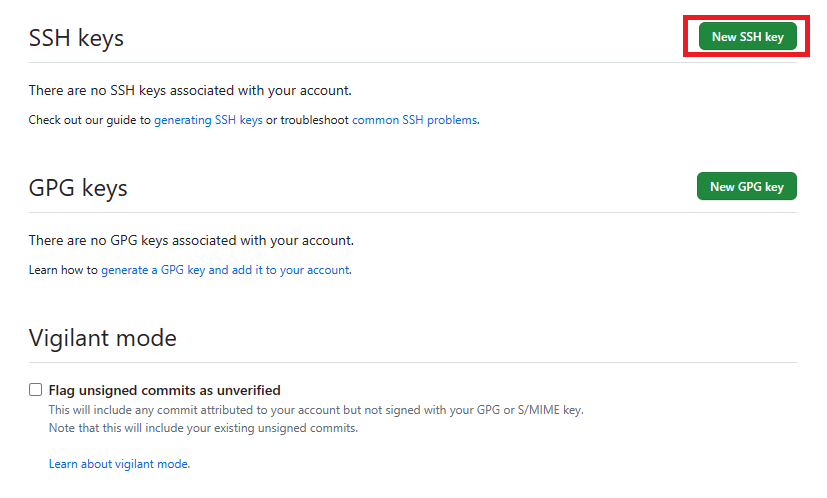 SSH keys
New SSH key
There are no SSH keys associated with your account.
Check out our guide to generating SSH keys or troubleshoot common SSH problems.
GPG keys
New GPG key
There are no GPG keys associated with your account.
Learn how to generate a GPG key and add it to your account.
Vigilant mode
Flag unsigned commits as unverified
This will include any commit attributed to your account but not signed with your GPG or S/MIME key.
Note that this will include your existing unsigned commits.
Learn about vigilant mode.